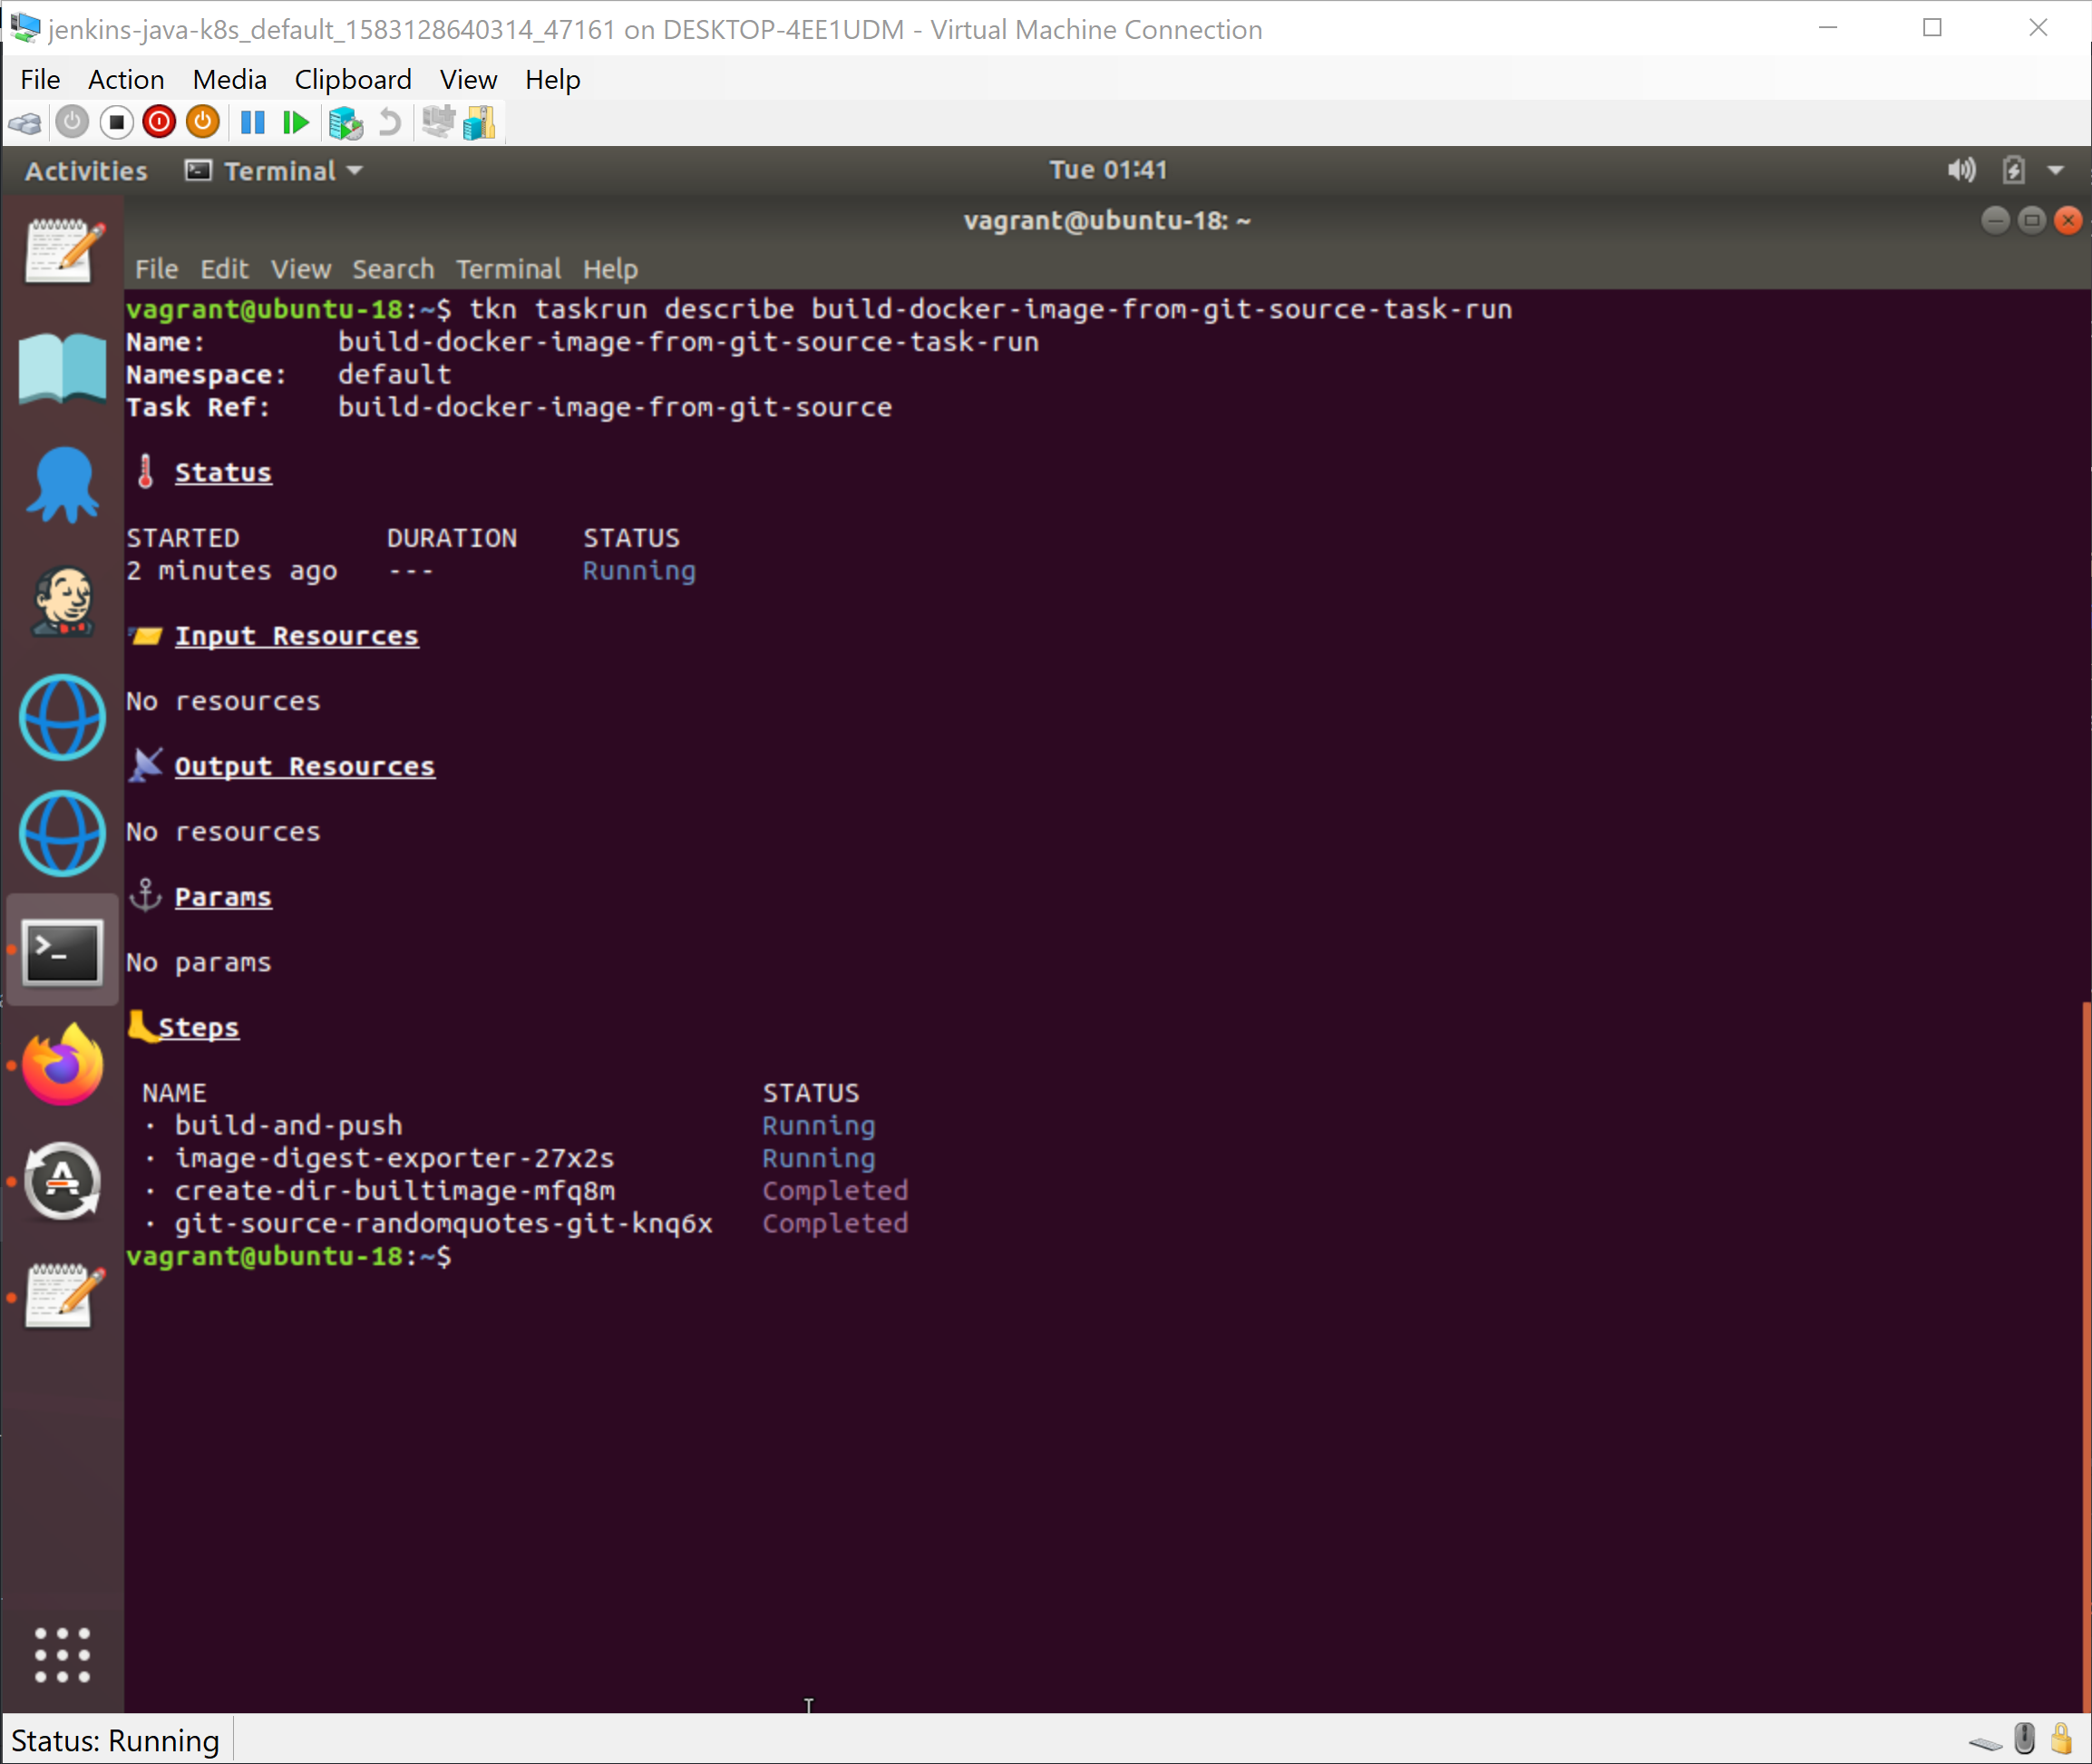 jenkins-java-k8s_default_1583128640314_47161 on DESKTOP-4EE1UDM - Virtual Machine Connection
File Action Media Clipboard View Help
Activities Terminal Tue 01:41
vagrant@ubuntu-18: ~
File Edit View Search Terminal Help
vagrant@ubuntu-18:~$ tkn taskrun describe build-docker-image-from-git-source-task-run
Name: build-docker-image-from-git-source-task-run
Namespace: default
Task Ref: build-docker-image-from-git-source
Status
STARTED DURATION STATUS
2 minutes ago --- Running
Input Resources
No resources
Output Resources
No resources
Params
No params
Steps
NAME STATUS
· build-and-push Running
· image-digest-exporter-27x2s Running
· create-dir-builtimage-mfq8m Completed
· git-source-randomquotes-git-knq6x Completed
vagrant@ubuntu-18:~$
Status: Running